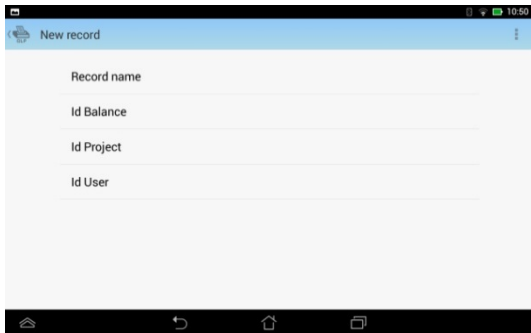 10:50
New record
Record name
Id Balance
Id Project
Id User